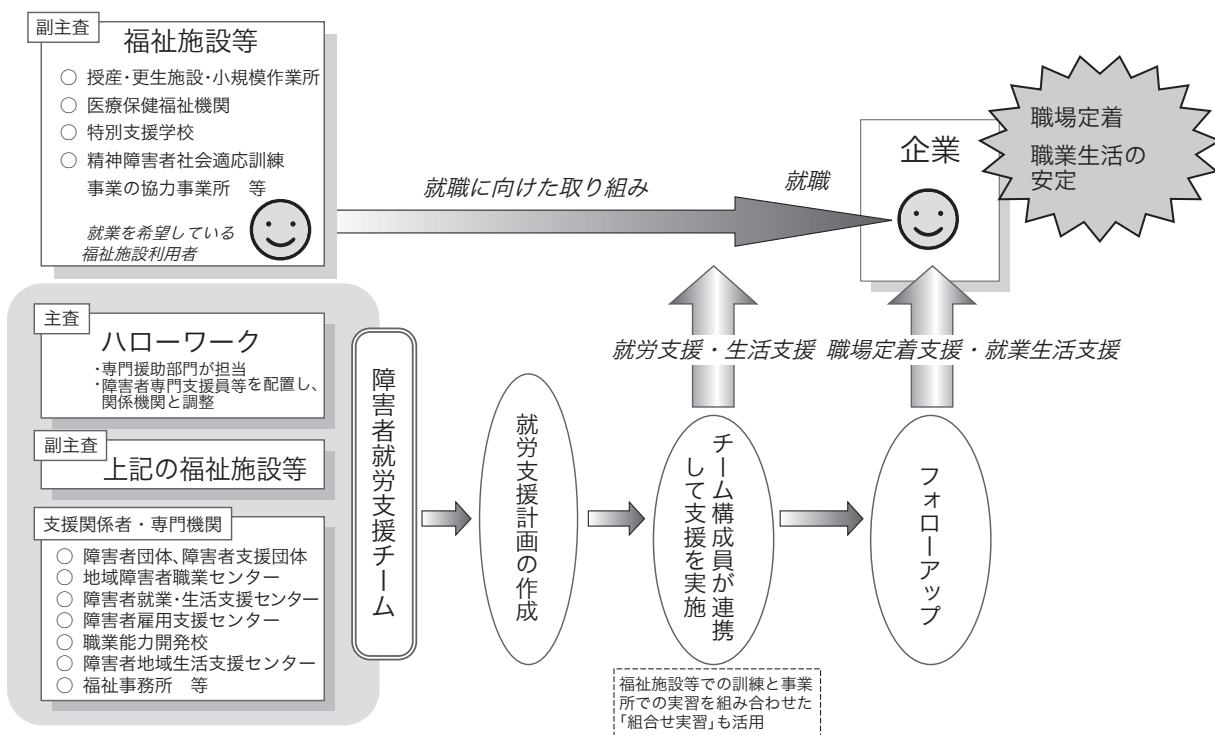 副主査
福祉施設等
○ 授産・更生施設・小規模作業所
○ 医療保健福祉機関
○ 特別支援学校
○ 精神障害者社会適応訓練
事業の協力事業所 等
就業を希望している
福祉施設利用者
就職に向けた取り組み
就職
企業
職場定着
職業生活の
安定
主査
ハローワーク
・専門援助部門が担当
・障害者専門支援員等を配置し、
関係機関と調整
副主査
上記の福祉施設等
支援関係者・専門機関
○ 障害者団体、障害者支援団体
○ 地域障害者職業センター
○ 障害者就業・生活支援センター
○ 障害者雇用支援センター
○ 職業能力開発校
○ 障害者地域生活支援センター
○ 福祉事務所 等
障害者就労支援チーム
就労支援計画の作成
就労支援・生活支援
チーム構成員が連携
して支援を実施
福祉施設等での訓練と事業
所での実習を組み合わせた
「組合せ実習」も活用
職場定着支援・就業生活支援
フォローアップ